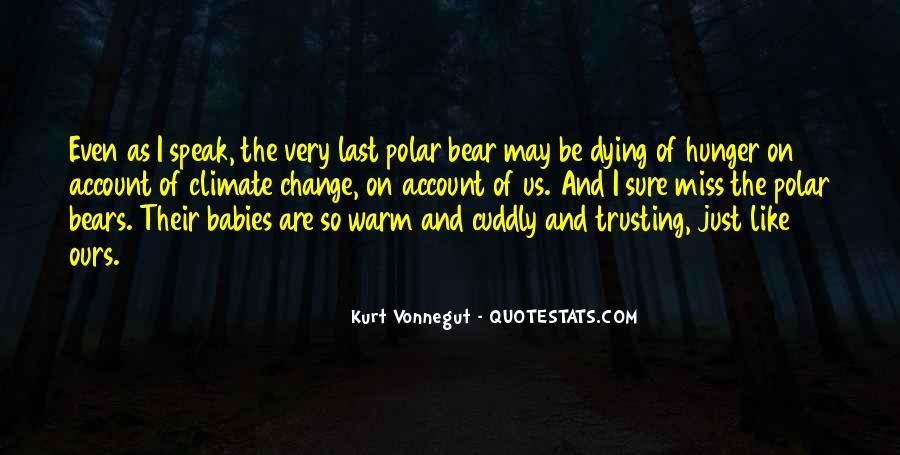 Even as I speak, the very last polar bear may be dying of hunger on
account of climate change, on account of us. And I sure miss the polar
bears. Their babies are so warm and cuddly and trusting, just like
ours.
Kurt Vonnegut - QUOTESTATS.COM